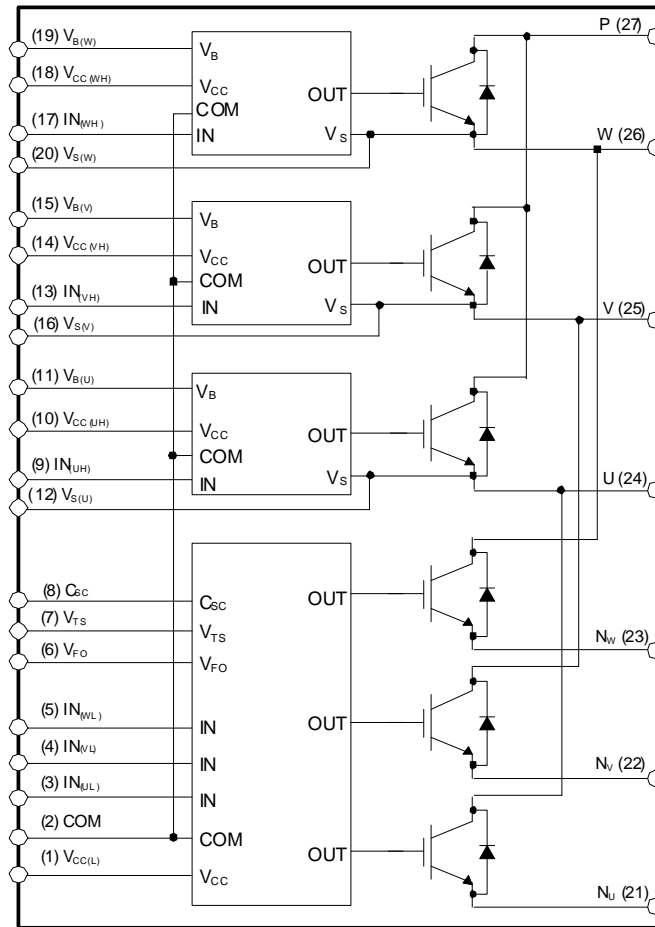 (19) VB(W)
(18) VCC(WH)
(17) IN(WH)
(20) VS(W)
VB
VCC
COM
IN
OUT
VS
P (27)
W (26)
(15) VB(V)
(14) VCC(VH)
(13) IN(VH)
(16) VS(V)
VB
VCC
COM
IN
OUT
VS
V (25)
(11) VB(U)
(10) VCC(UH)
(9) IN(UH)
(12) VS(U)
VB
VCC
COM
IN
OUT
VS
U (24)
(8) CSC
(7) VTS
(6) VFO
(5) IN(WL)
(4) IN(VL)
(3) IN(UL)
(2) COM
(1) VCC(L)
CSC
VTS
VFO
IN
IN
IN
COM
VCC
OUT
OUT
OUT
NW (23)
NV (22)
NU (21)